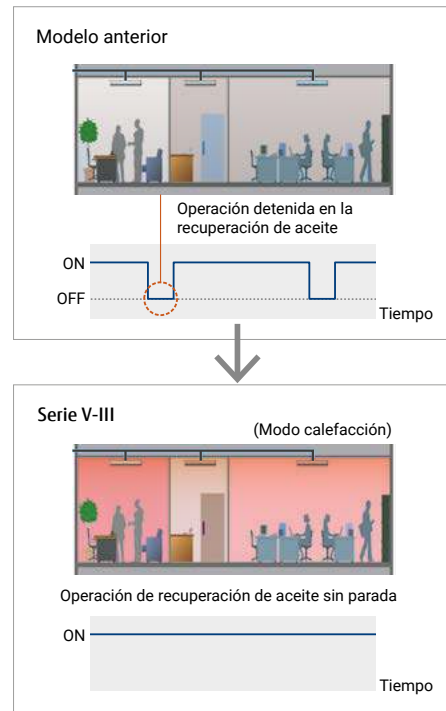 Modelo anterior
Operación detenida en la
recuperación de aceite
ON
OFF
Tiempo
Serie V-III
(Modo calefacción)
Operación de recuperación de aceite sin parada
ON
Tiempo